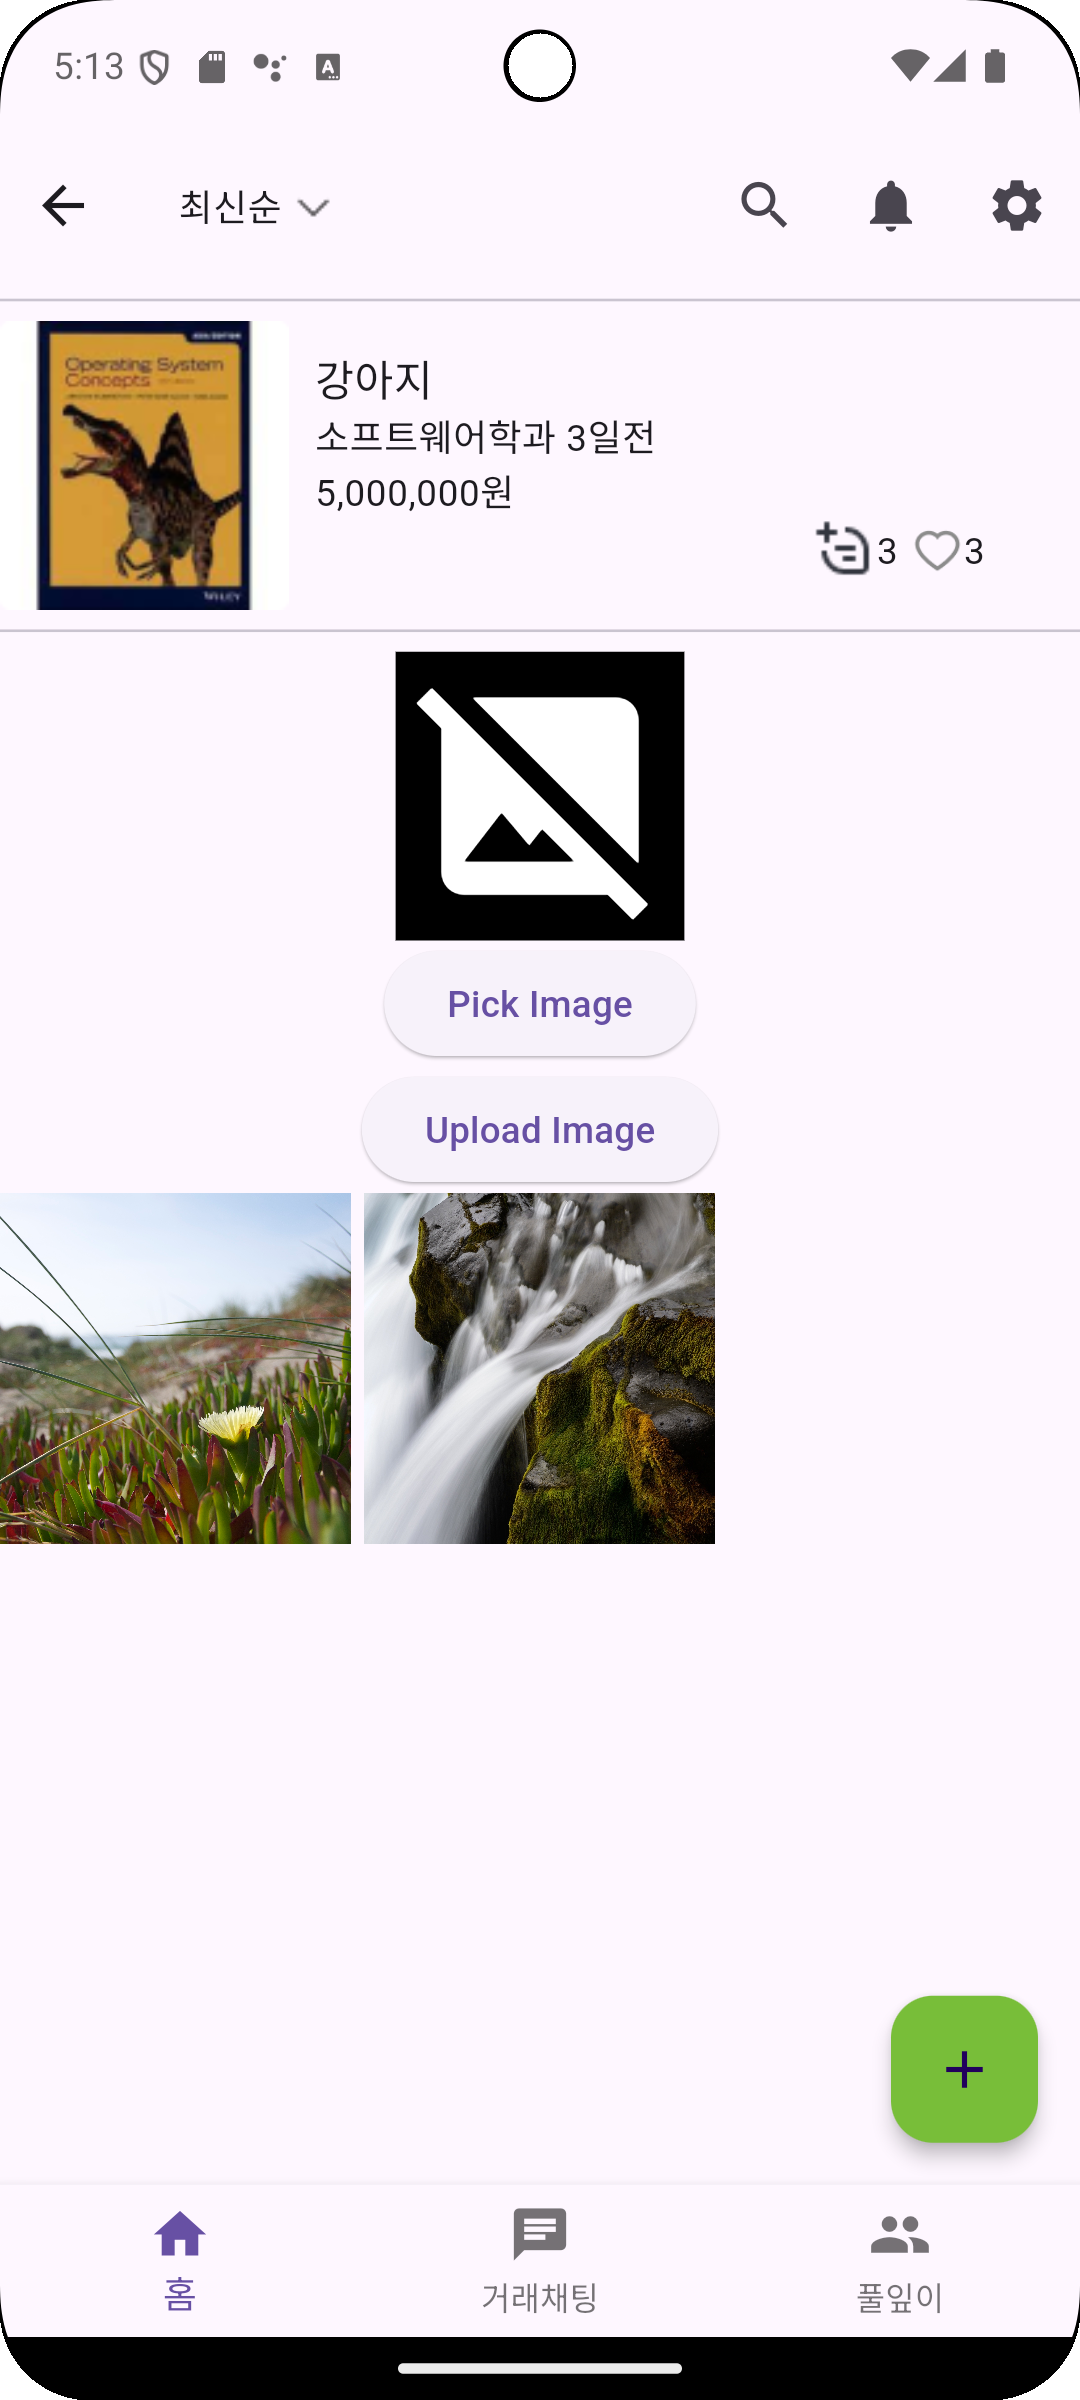 5:13
최신순
Operating System
Concepts
WILEY
강아지
소프트웨어학과 3일전
5,000,000원
3 3
Pick Image
Upload Image
홈
거래채팅
풀잎이